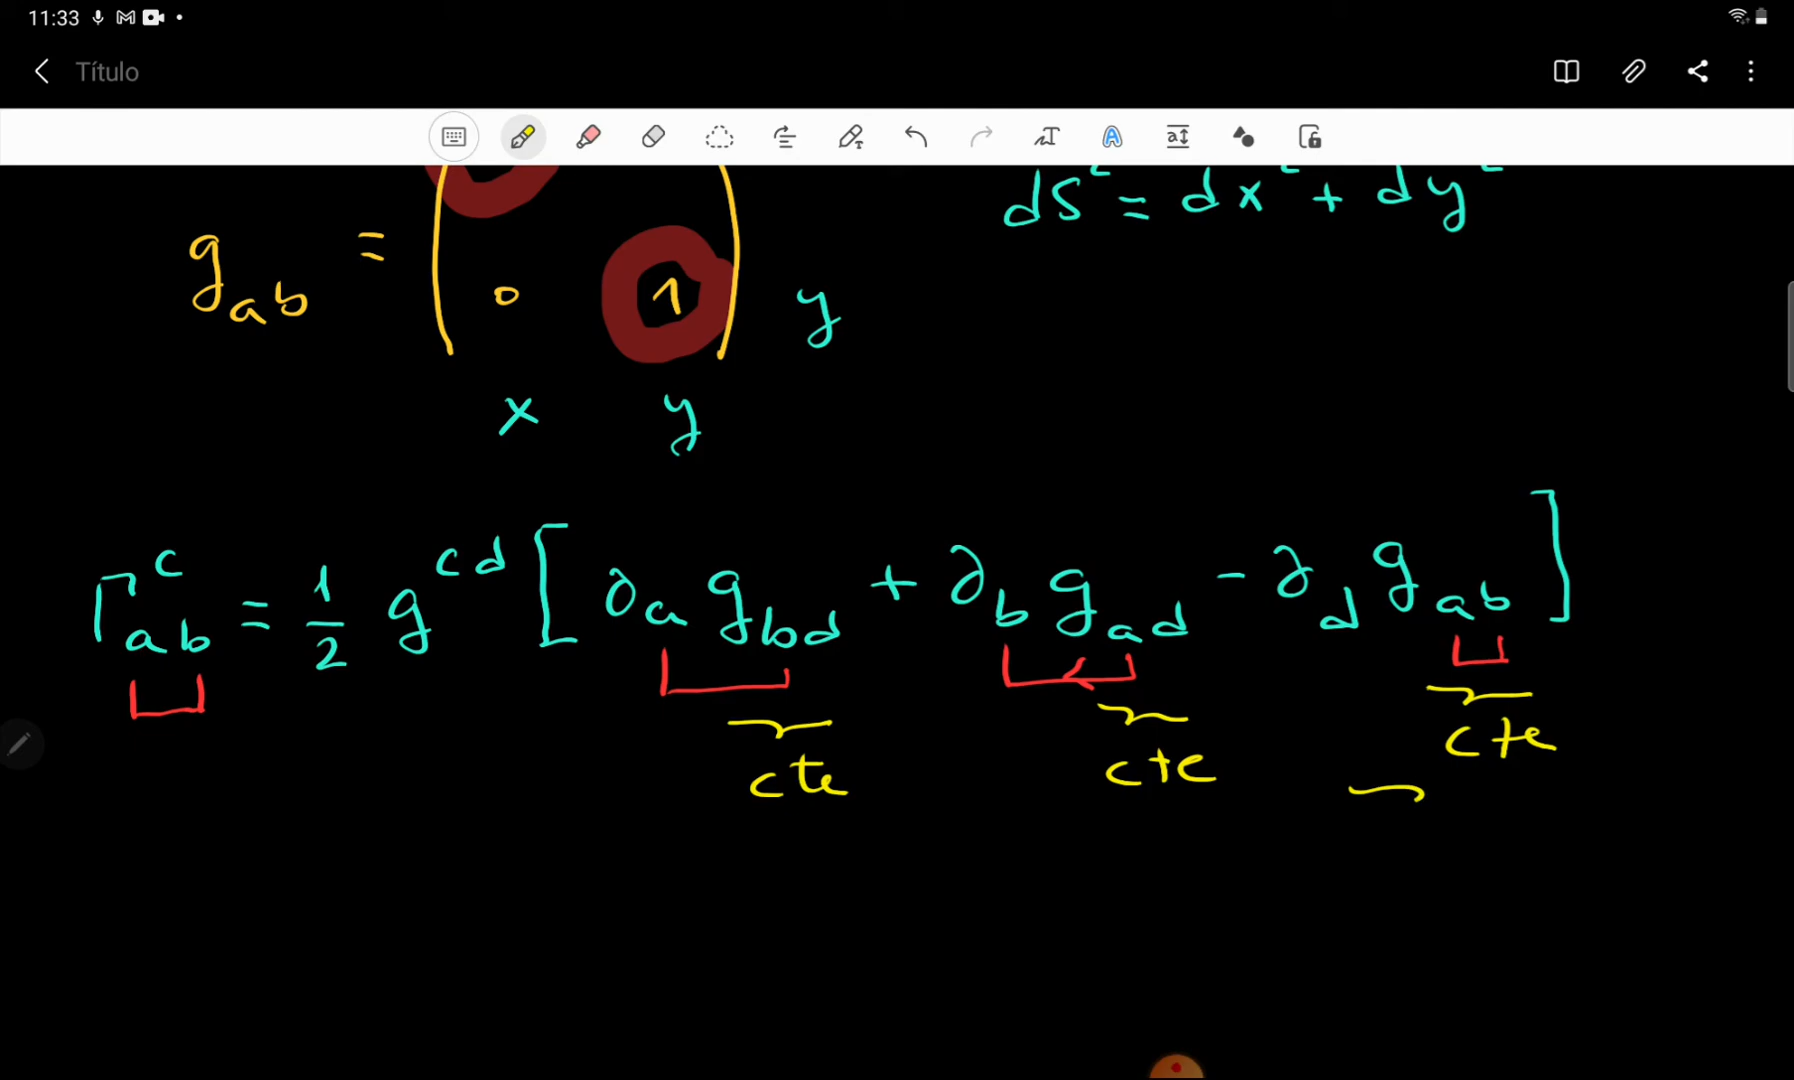 11:33
Título
dS² = dx² + dy²
g_ab = ( 0 1 ) y
x y
Γ^c_ab = 1/2 g^cd [ ∂_a g_bd + ∂_b g_ad - ∂_d g_ab ]
cte cte cte